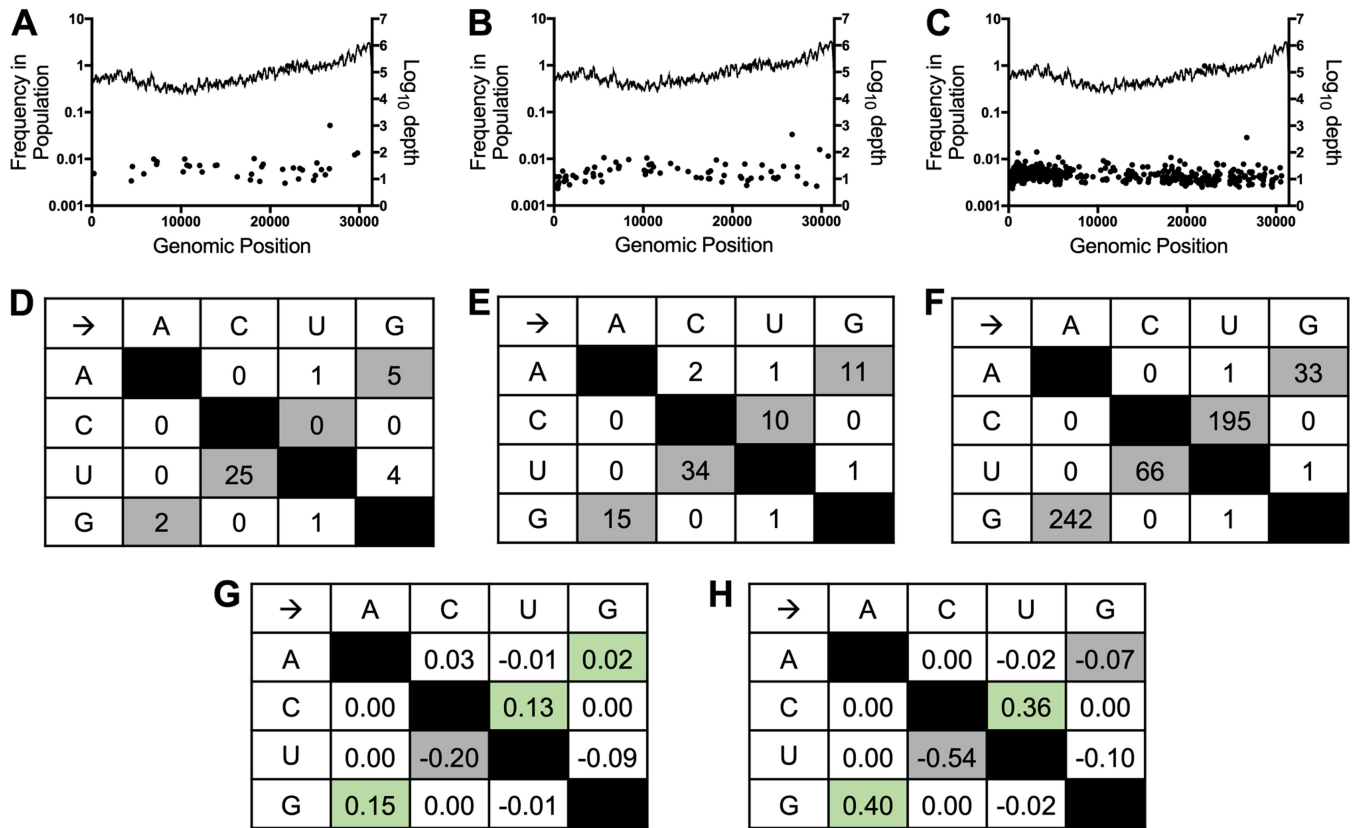 A
B
C
Frequency in
Population
10
1
0.1
0.01
0.001
7
6
5
4
3
2
1
0
Log10 depth
0 10000 20000 30000
Genomic Position
Frequency in
Population
10
1
0.1
0.01
0.001
7
6
5
4
3
2
1
0
Log10 depth
0 10000 20000 30000
Genomic Position
Frequency in
Population
10
1
0.1
0.01
0.001
7
6
5
4
3
2
1
0
Log10 depth
0 10000 20000 30000
Genomic Position
D
→ A C U G
A 0 1 5
C 0 0 0
U 0 25 4
G 2 0 1
E
→ A C U G
A 2 1 11
C 0 10 0
U 0 34 1
G 15 0 1
F
→ A C U G
A 0 1 33
C 0 195 0
U 0 66 1
G 242 0 1
G
→ A C U G
A 0.03 -0.01 0.02
C 0.00 0.13 0.00
U 0.00 -0.20 -0.09
G 0.15 0.00 -0.01
H
→ A C U G
A 0.00 -0.02 -0.07
C 0.00 0.36 0.00
U 0.00 -0.54 -0.10
G 0.40 0.00 -0.02